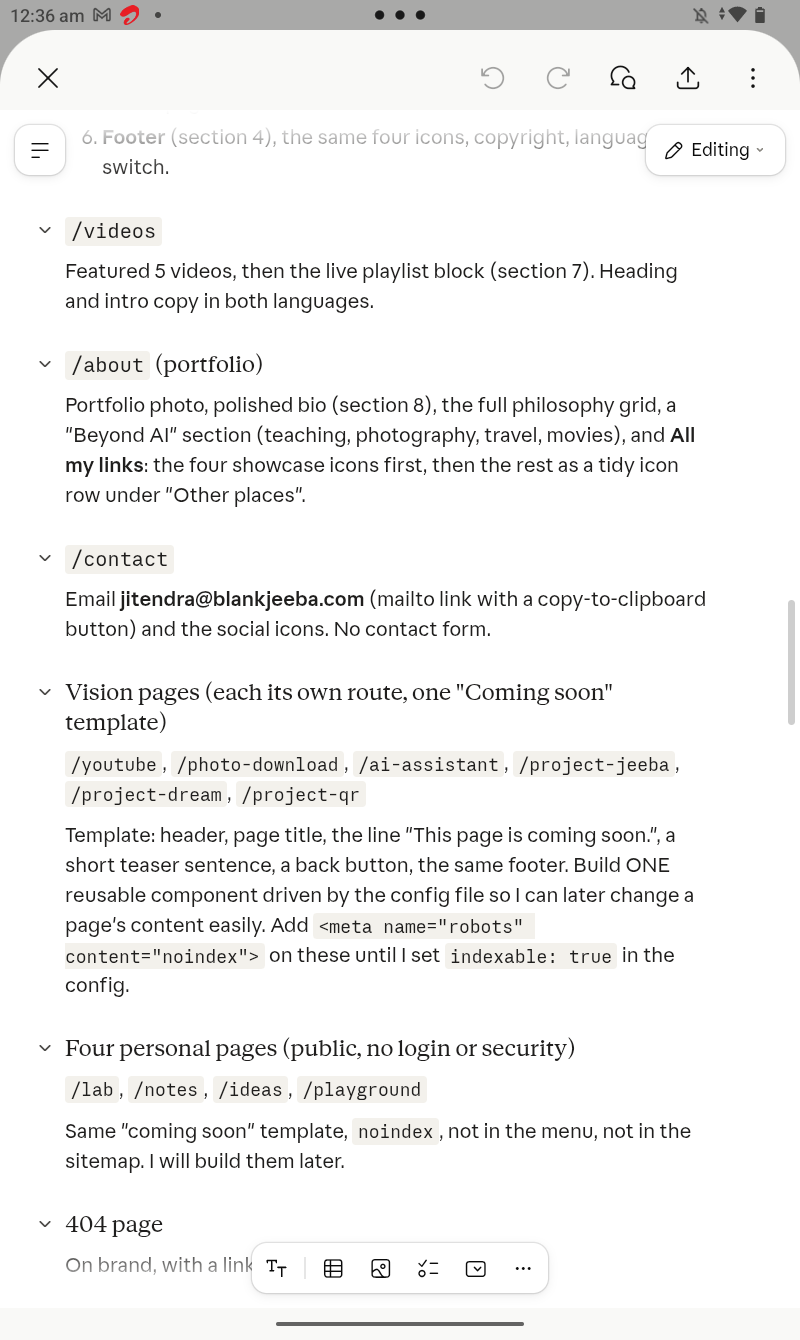 12:36 am
6. Footer (section 4), the same four icons, copyright, languag
switch.
Editing
/videos
Featured 5 videos, then the live playlist block (section 7). Heading
and intro copy in both languages.
/about (portfolio)
Portfolio photo, polished bio (section 8), the full philosophy grid, a
"Beyond AI" section (teaching, photography, travel, movies), and All
my links: the four showcase icons first, then the rest as a tidy icon
row under "Other places".
/contact
Email jitendra@blankjeeba.com (mailto link with a copy-to-clipboard
button) and the social icons. No contact form.
Vision pages (each its own route, one "Coming soon"
template)
/youtube, /photo-download, /ai-assistant, /project-jeeba,
/project-dream, /project-qr
Template: header, page title, the line "This page is coming soon.", a
short teaser sentence, a back button, the same footer. Build ONE
reusable component driven by the config file so I can later change a
page's content easily. Add <meta name="robots"
content="noindex"> on these until I set indexable: true in the
config.
Four personal pages (public, no login or security)
/lab, /notes, /ideas, /playground
Same "coming soon" template, noindex, not in the menu, not in the
sitemap. I will build them later.
404 page
On brand, with a link
TT